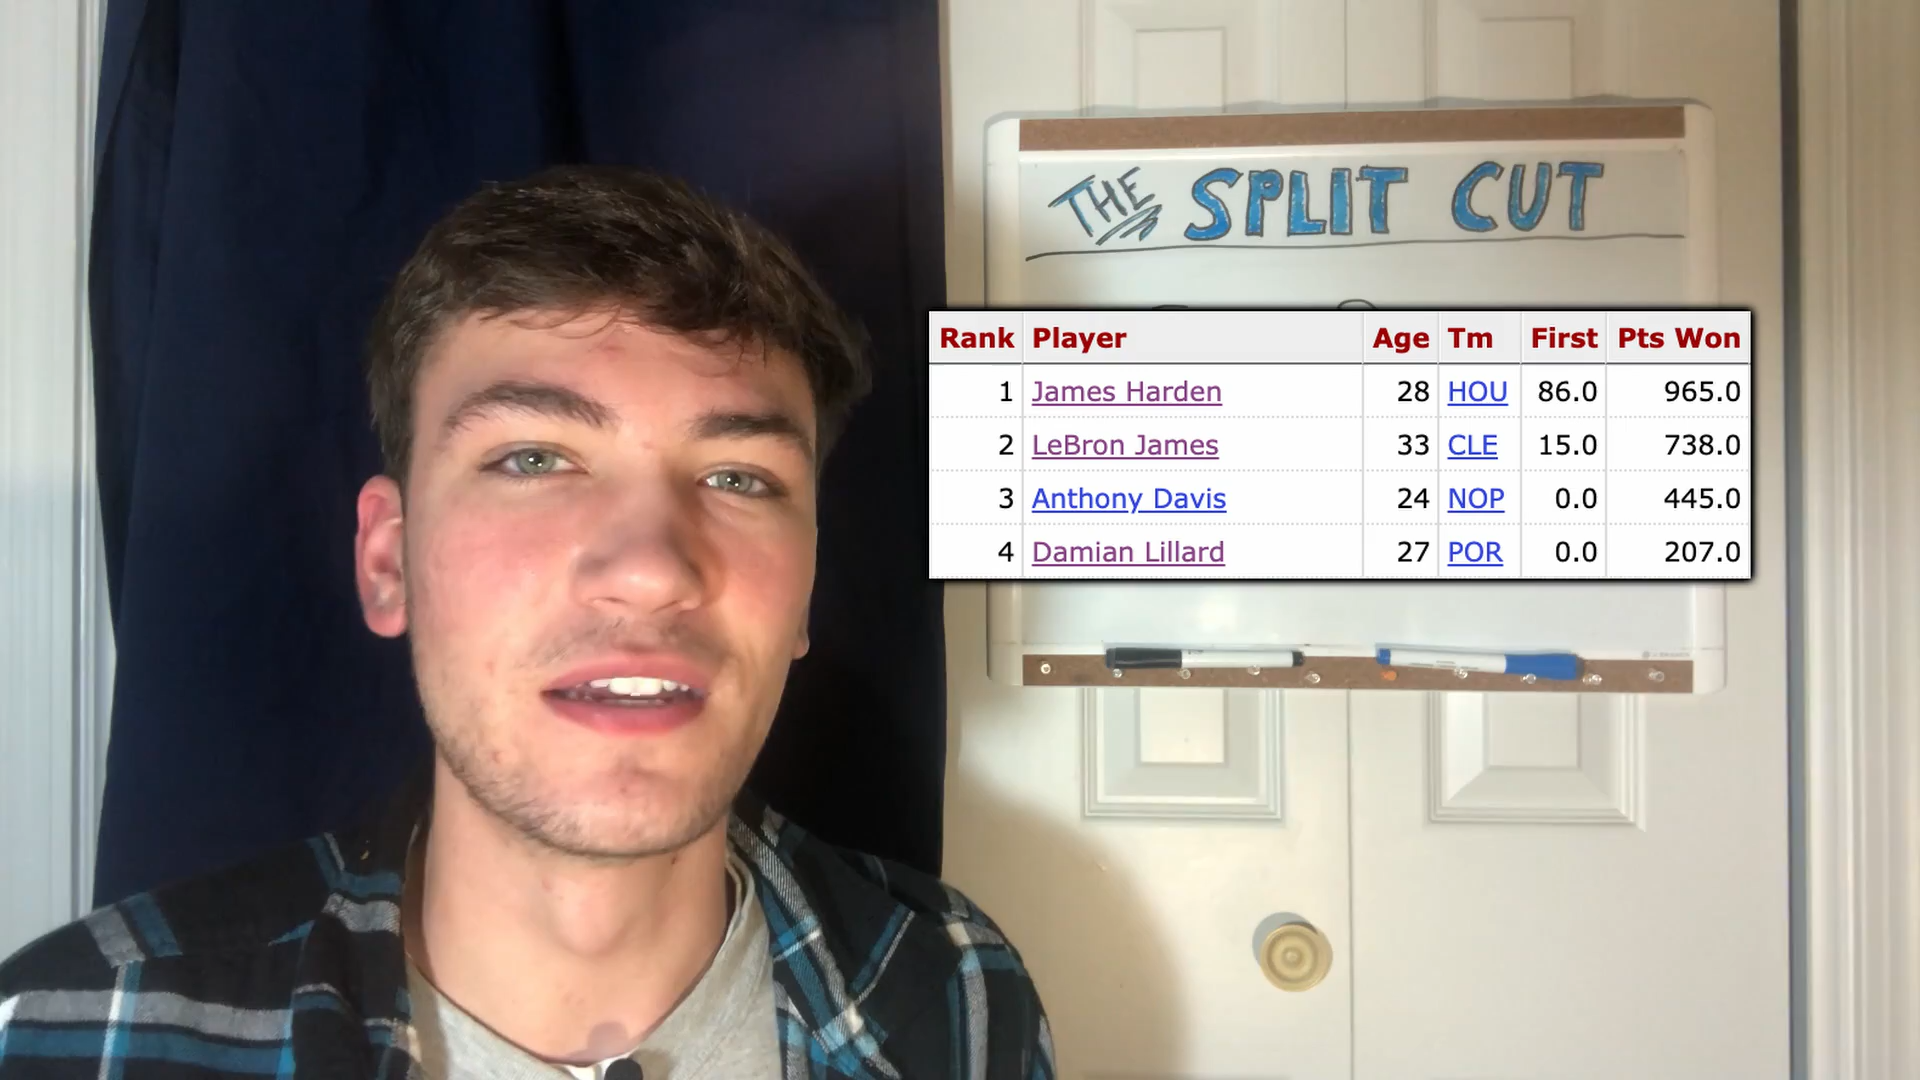 THE SPLIT CUT
Rank Player Age Tm First Pts Won
1 James Harden 28 HOU 86.0 965.0
2 LeBron James 33 CLE 15.0 738.0
3 Anthony Davis 24 NOP 0.0 445.0
4 Damian Lillard 27 POR 0.0 207.0